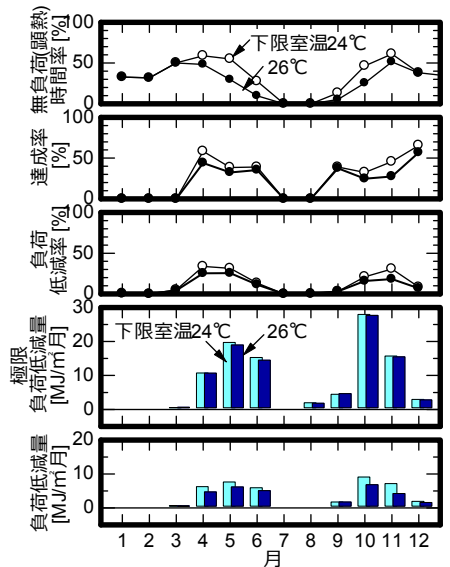 無負荷(顕熱)
時間率 [%]
100
50
0
下限室温24℃
26℃
達成率
[%]
100
50
0
負荷
低減率 [%]
100
50
0
極限
負荷低減量
[MJ/㎡月]
30
20
10
0
下限室温24℃
26℃
負荷低減量
[MJ/㎡月]
20
10
0
1 2 3 4 5 6 7 8 9 10 11 12
月